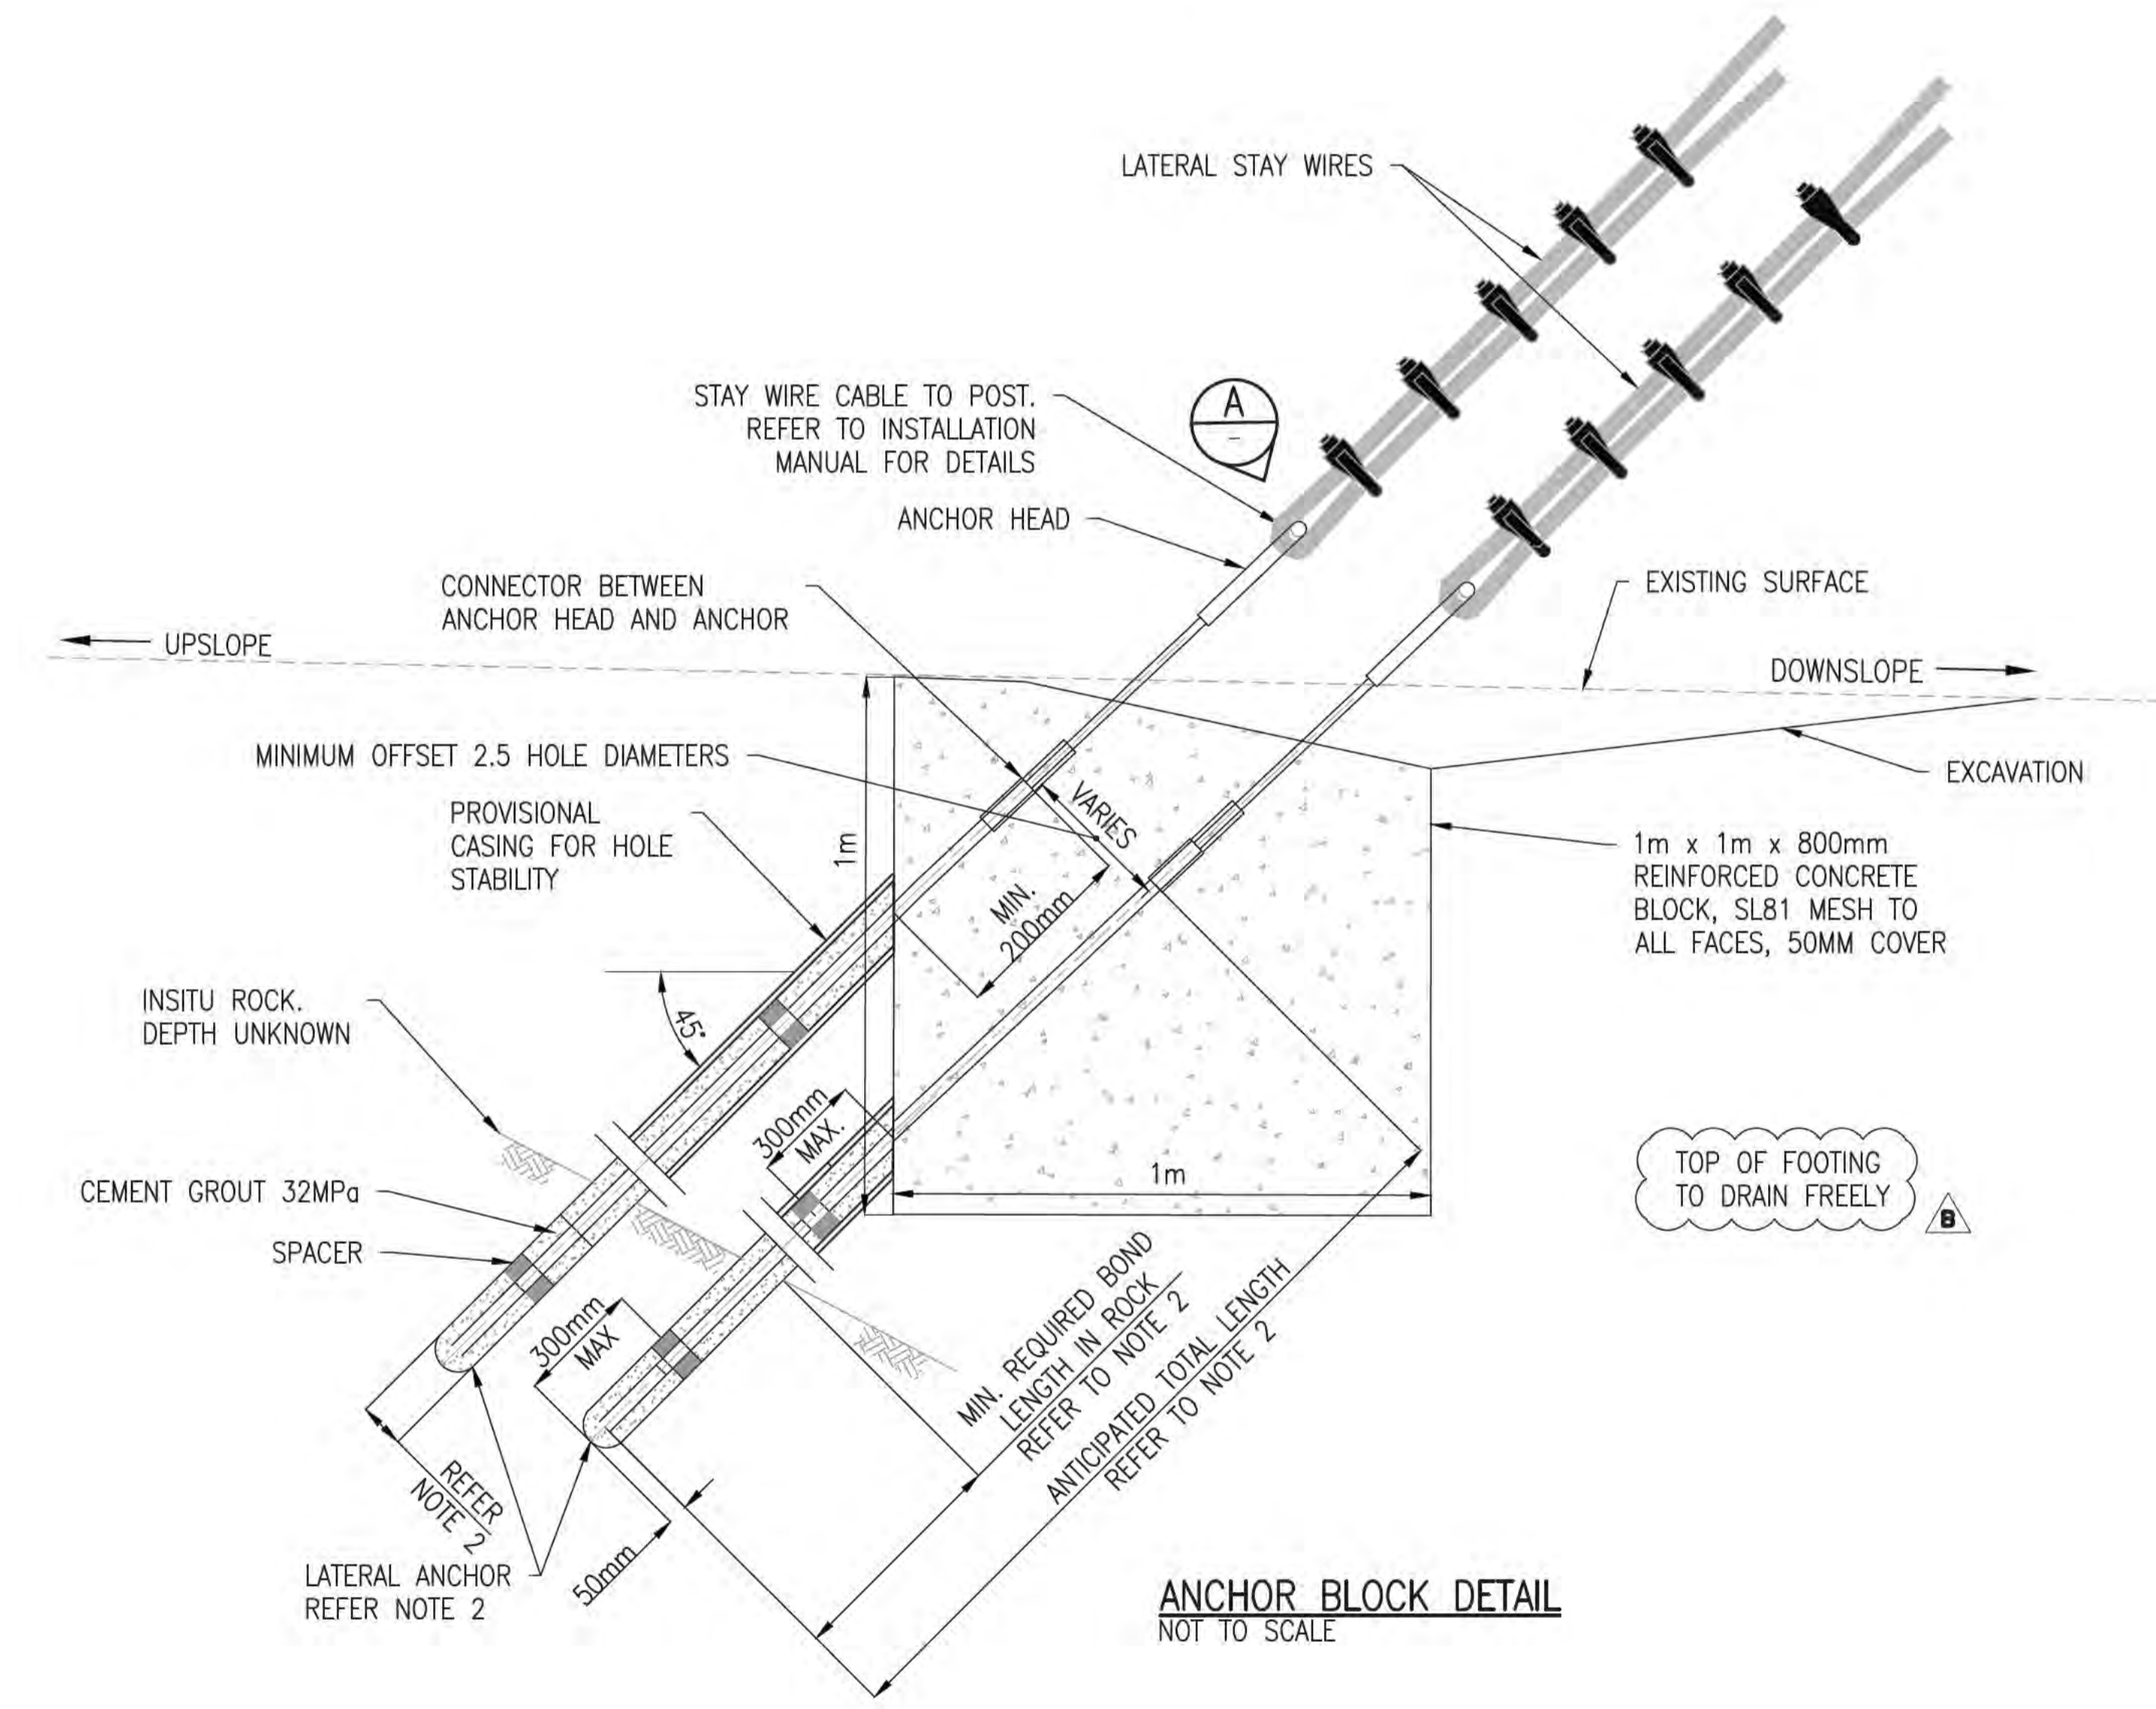 LATERAL STAY WIRES
STAY WIRE CABLE TO POST.
REFER TO INSTALLATION
MANUAL FOR DETAILS
A
-
ANCHOR HEAD
CONNECTOR BETWEEN
ANCHOR HEAD AND ANCHOR
EXISTING SURFACE
UPSLOPE
DOWNSLOPE
MINIMUM OFFSET 2.5 HOLE DIAMETERS
EXCAVATION
VARIES
PROVISIONAL
CASING FOR HOLE
STABILITY
1m
1m x 1m x 800mm
REINFORCED CONCRETE
BLOCK, SL81 MESH TO
ALL FACES, 50MM COVER
MIN.
200mm
INSITU ROCK.
DEPTH UNKNOWN
45°
300mm
MAX.
1m
TOP OF FOOTING
TO DRAIN FREELY
B
CEMENT GROUT 32MPa
SPACER
300mm
MAX
MIN. REQUIRED BOND
LENGTH IN ROCK
REFER TO NOTE 2
ANTICIPATED TOTAL LENGTH
REFER TO NOTE 2
REFER
NOTE 2
LATERAL ANCHOR
REFER NOTE 2
50mm
ANCHOR BLOCK DETAIL
NOT TO SCALE